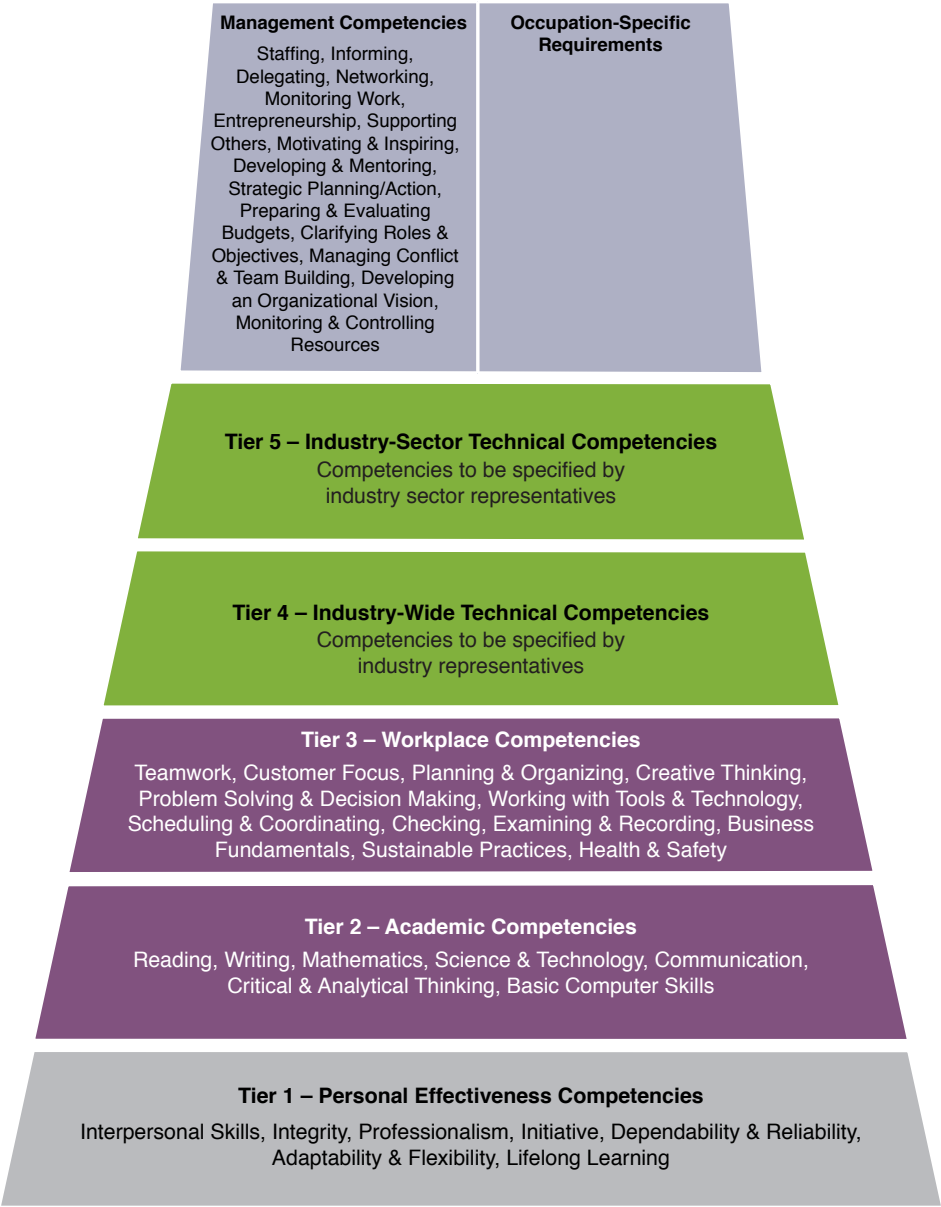 Management Competencies
Staffing, Informing,
Delegating, Networking,
Monitoring Work,
Entrepreneurship, Supporting
Others, Motivating & Inspiring,
Developing & Mentoring,
Strategic Planning/Action,
Preparing & Evaluating
Budgets, Clarifying Roles &
Objectives, Managing Conflict
& Team Building, Developing
an Organizational Vision,
Monitoring & Controlling
Resources
Occupation-Specific
Requirements
Tier 5 – Industry-Sector Technical Competencies
Competencies to be specified by
industry sector representatives
Tier 4 – Industry-Wide Technical Competencies
Competencies to be specified by
industry representatives
Tier 3 – Workplace Competencies
Teamwork, Customer Focus, Planning & Organizing, Creative Thinking,
Problem Solving & Decision Making, Working with Tools & Technology,
Scheduling & Coordinating, Checking, Examining & Recording, Business
Fundamentals, Sustainable Practices, Health & Safety
Tier 2 – Academic Competencies
Reading, Writing, Mathematics, Science & Technology, Communication,
Critical & Analytical Thinking, Basic Computer Skills
Tier 1 – Personal Effectiveness Competencies
Interpersonal Skills, Integrity, Professionalism, Initiative, Dependability & Reliability,
Adaptability & Flexibility, Lifelong Learning